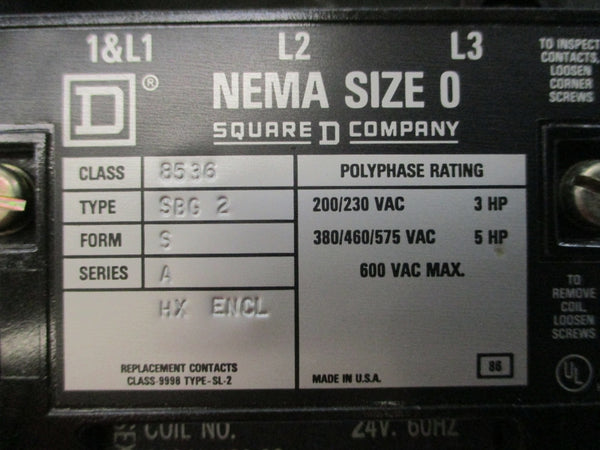 1&L1 L2 L3
TO INSPECT
CONTACTS,
LOOSEN
CORNER
SCREWS
D ®
NEMA SIZE 0
SQUARE D COMPANY
CLASS 8536
TYPE SBG 2
FORM S
SERIES A
HX ENCL
REPLACEMENT CONTACTS
CLASS-9998 TYPE-SL-2
POLYPHASE RATING
200/230 VAC 3 HP
380/460/575 VAC 5 HP
600 VAC MAX.
MADE IN U.S.A. 86
TO
REMOVE
COIL,
LOOSEN
SCREWS
UL
COIL NO. 24V. 60HZ